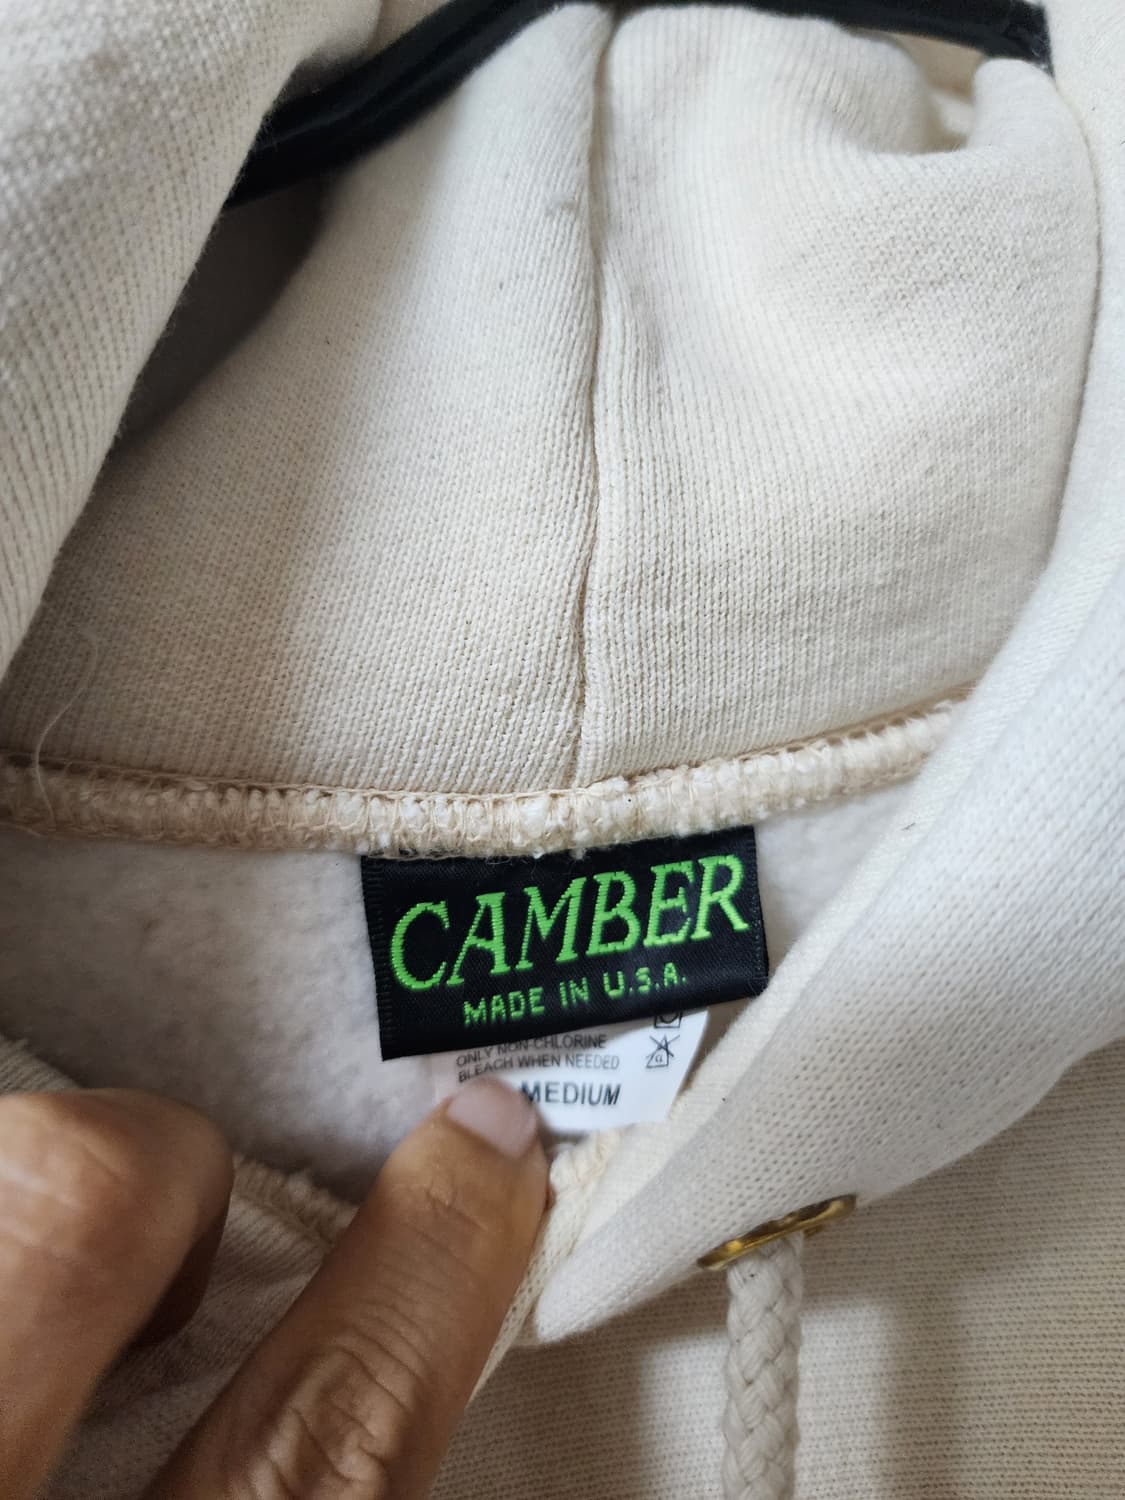 CAMBER
MADE IN U.S.A.
ONLY NON-CHLORINE
BLEACH WHEN NEEDED
MEDIUM